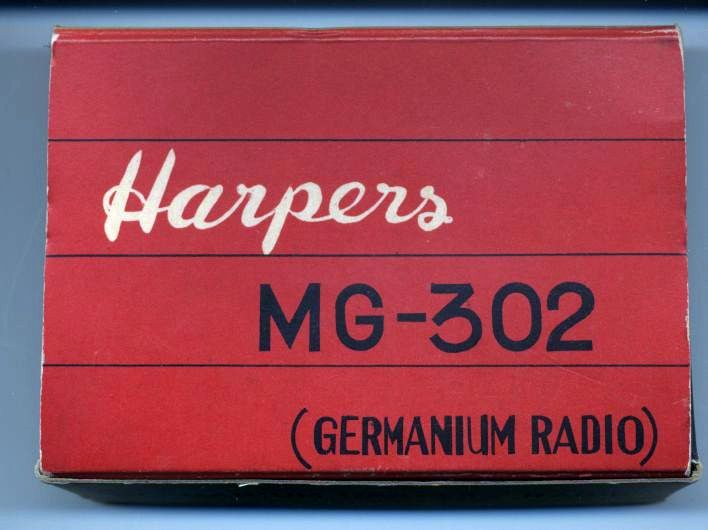 Harpers
MG-302
(GERMANIUM RADIO)